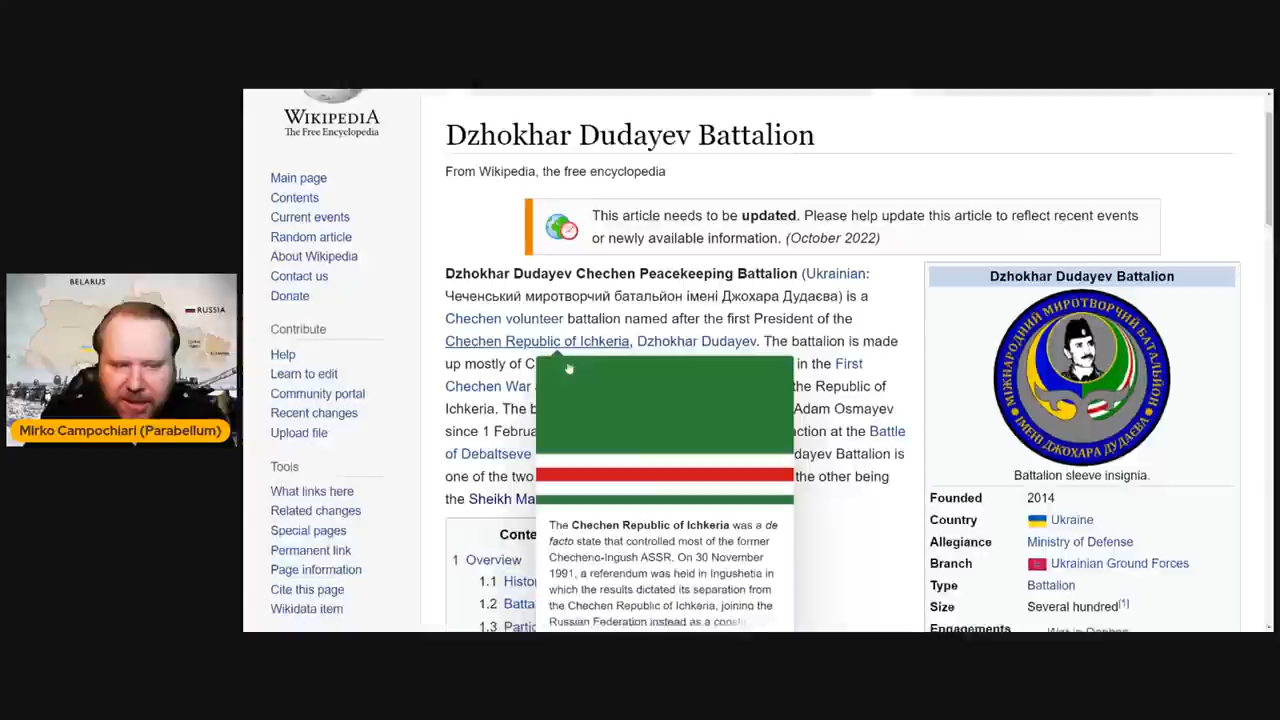 WIKIPEDIA
The Free Encyclopedia
Main page
Contents
Current events
Random article
About Wikipedia
Contact us
Donate
Contribute
Help
Learn to edit
Community portal
Recent changes
Upload file
Tools
What links here
Related changes
Special pages
Permanent link
Page information
Cite this page
Wikidata item
BELARUS
RUSSIA
Mirko Campochiari (Parabellum)
Dzhokhar Dudayev Battalion
From Wikipedia, the free encyclopedia
This article needs to be updated. Please help update this article to reflect recent events
or newly available information. (October 2022)
Dzhokhar Dudayev Chechen Peacekeeping Battalion (Ukrainian:
Чеченський миротворчий батальйон імені Джохара Дудаєва) is a
Chechen volunteer battalion named after the first President of the
Chechen Republic of Ichkeria, Dzhokhar Dudayev. The battalion is made
up mostly of C in the First
Chechen War the Republic of
Ichkeria. The b Adam Osmayev
since 1 Februa ction at the Battle
of Debaltseve dayev Battalion is
one of the two the other being
the Sheikh Ma
The Chechen Republic of Ichkeria was a de
facto state that controlled most of the former
Checheno-Ingush ASSR. On 30 November
1991, a referendum was held in Ingushetia in
which the results dictated its separation from
the Chechen Republic of Ichkeria, joining the
Russian Federation instead as a consti
Conte
1 Overview
1.1 Histo
1.2 Batta
1.3 Partic
Dzhokhar Dudayev Battalion
МІЖНАРОДНИЙ МИРОТВОРЧИЙ БАТАЛЬЙОН
ІМЕНІ ДЖОХАРА ДУДАЄВА
Battalion sleeve insignia.
Founded 2014
Country Ukraine
Allegiance Ministry of Defense
Branch Ukrainian Ground Forces
Type Battalion
Size Several hundred[1]
Engagements